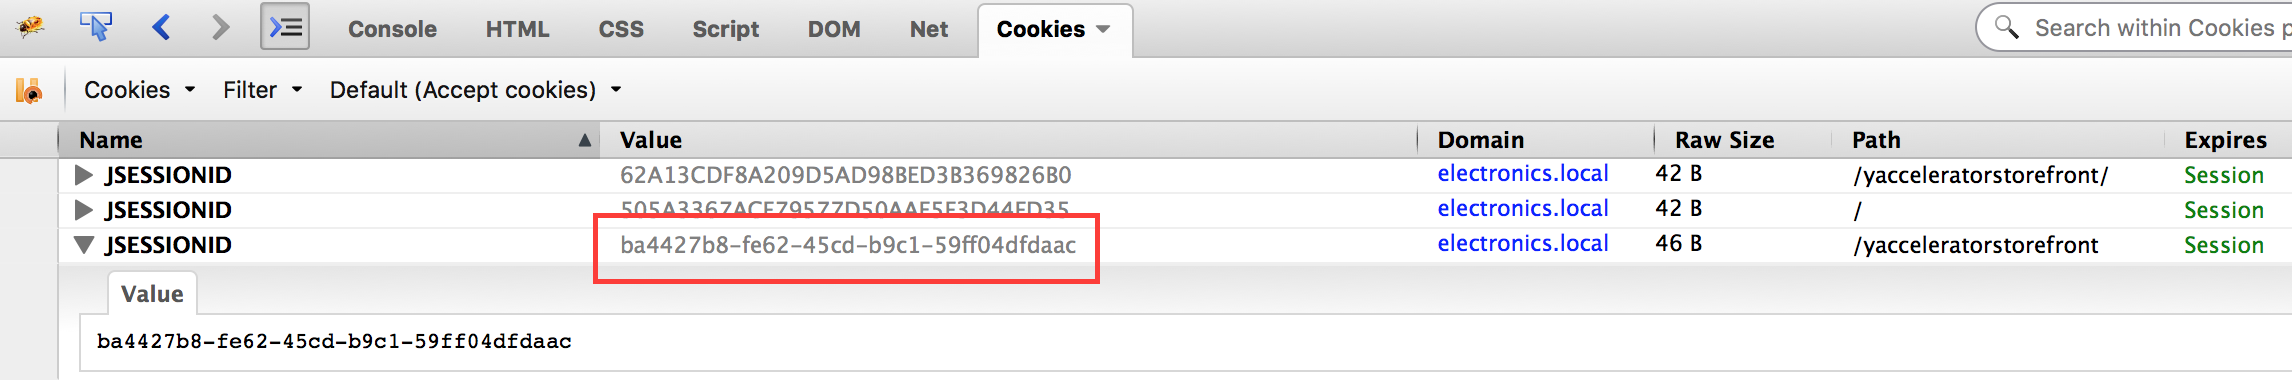 Console HTML CSS Script DOM Net Cookies Search within Cookies p
Cookies Filter Default (Accept cookies)
Name Value Domain Raw Size Path Expires
JSESSIONID 62A13CDF8A209D5AD98BED3B369826B0 electronics.local 42 B /yacceleratorstorefront/ Session
JSESSIONID electronics.local 42 B / Session
JSESSIONID ba4427b8-fe62-45cd-b9c1-59ff04dfdaac electronics.local 46 B /yacceleratorstorefront Session
Value
ba4427b8-fe62-45cd-b9c1-59ff04dfdaac